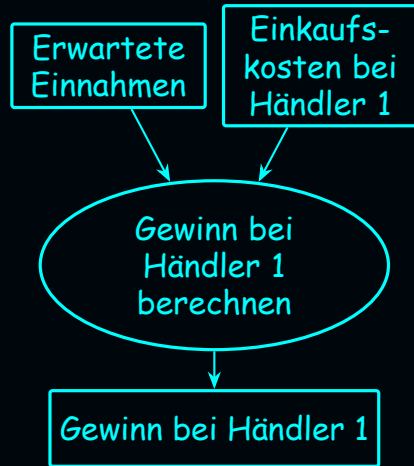 Erwartete
Einnahmen
Einkaufs-
kosten bei
Händler 1
Gewinn bei
Händler 1
berechnen
Gewinn bei Händler 1